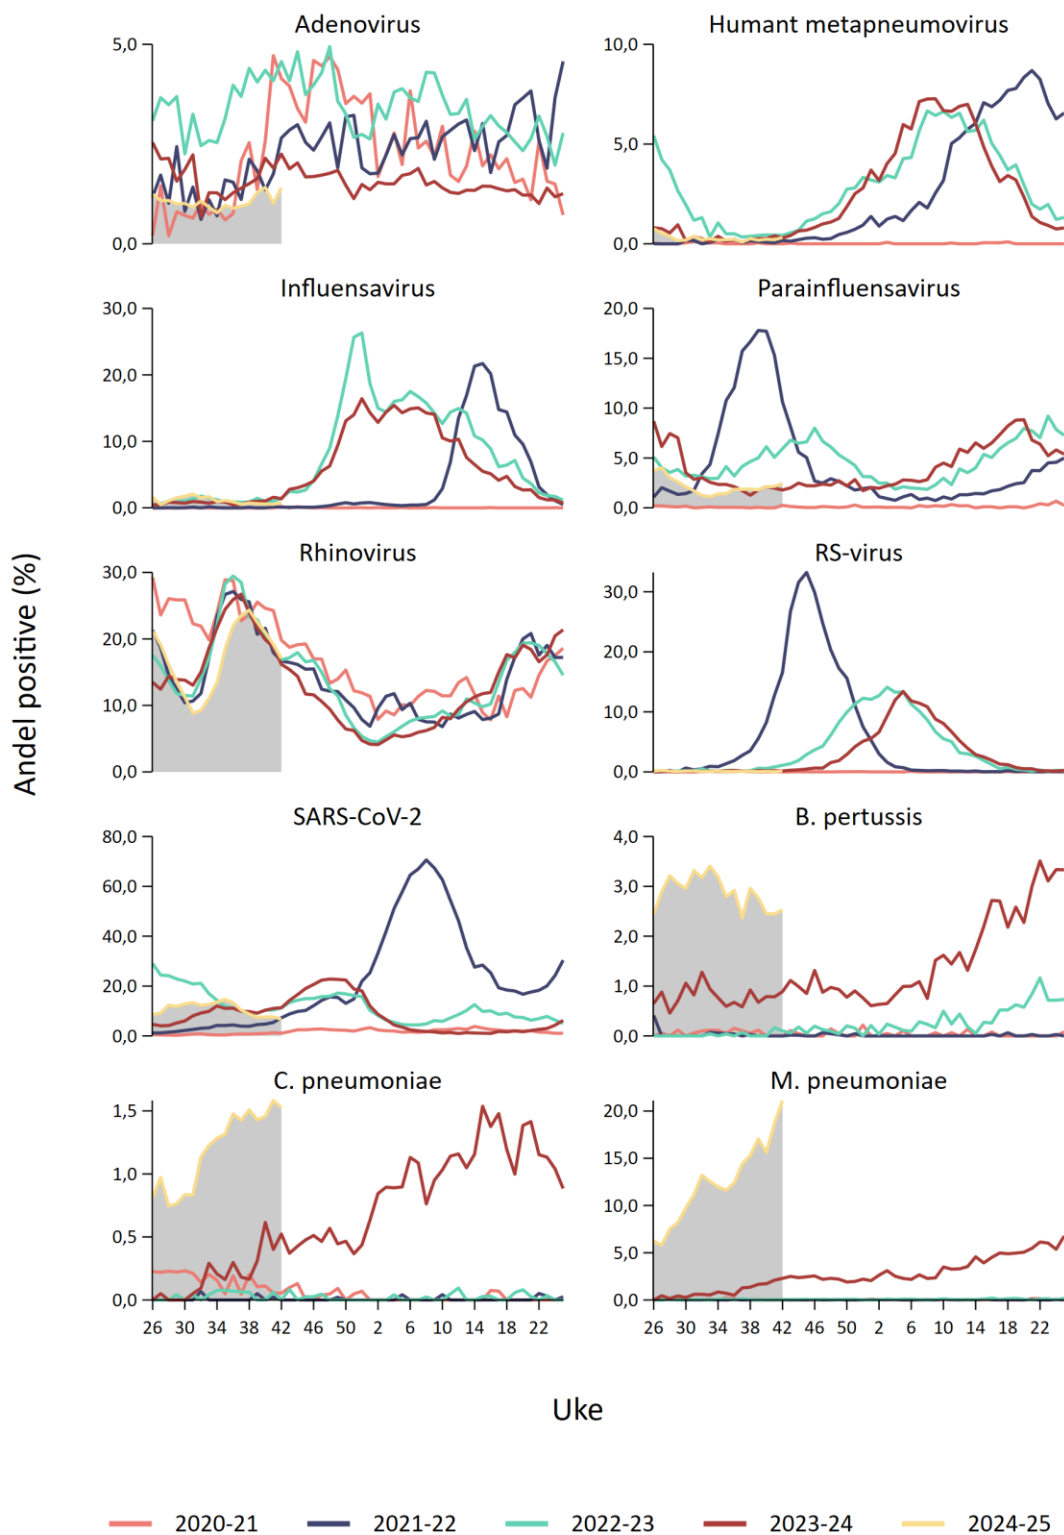 Adenovirus
Humant metapneumovirus
5,0
0,0
10,0
5,0
0,0
Influensavirus
Parainfluensavirus
30,0
20,0
10,0
0,0
20,0
15,0
10,0
5,0
0,0
Rhinovirus
RS-virus
30,0
20,0
10,0
0,0
30,0
20,0
10,0
0,0
Andel positive (%)
SARS-CoV-2
B. pertussis
80,0
60,0
40,0
20,0
0,0
4,0
3,0
2,0
1,0
0,0
C. pneumoniae
M. pneumoniae
1,5
1,0
0,5
0,0
20,0
15,0
10,0
5,0
0,0
26 30 34 38 42 46 50 2 6 10 14 18 22
26 30 34 38 42 46 50 2 6 10 14 18 22
Uke
2020-21 2021-22 2022-23 2023-24 2024-25